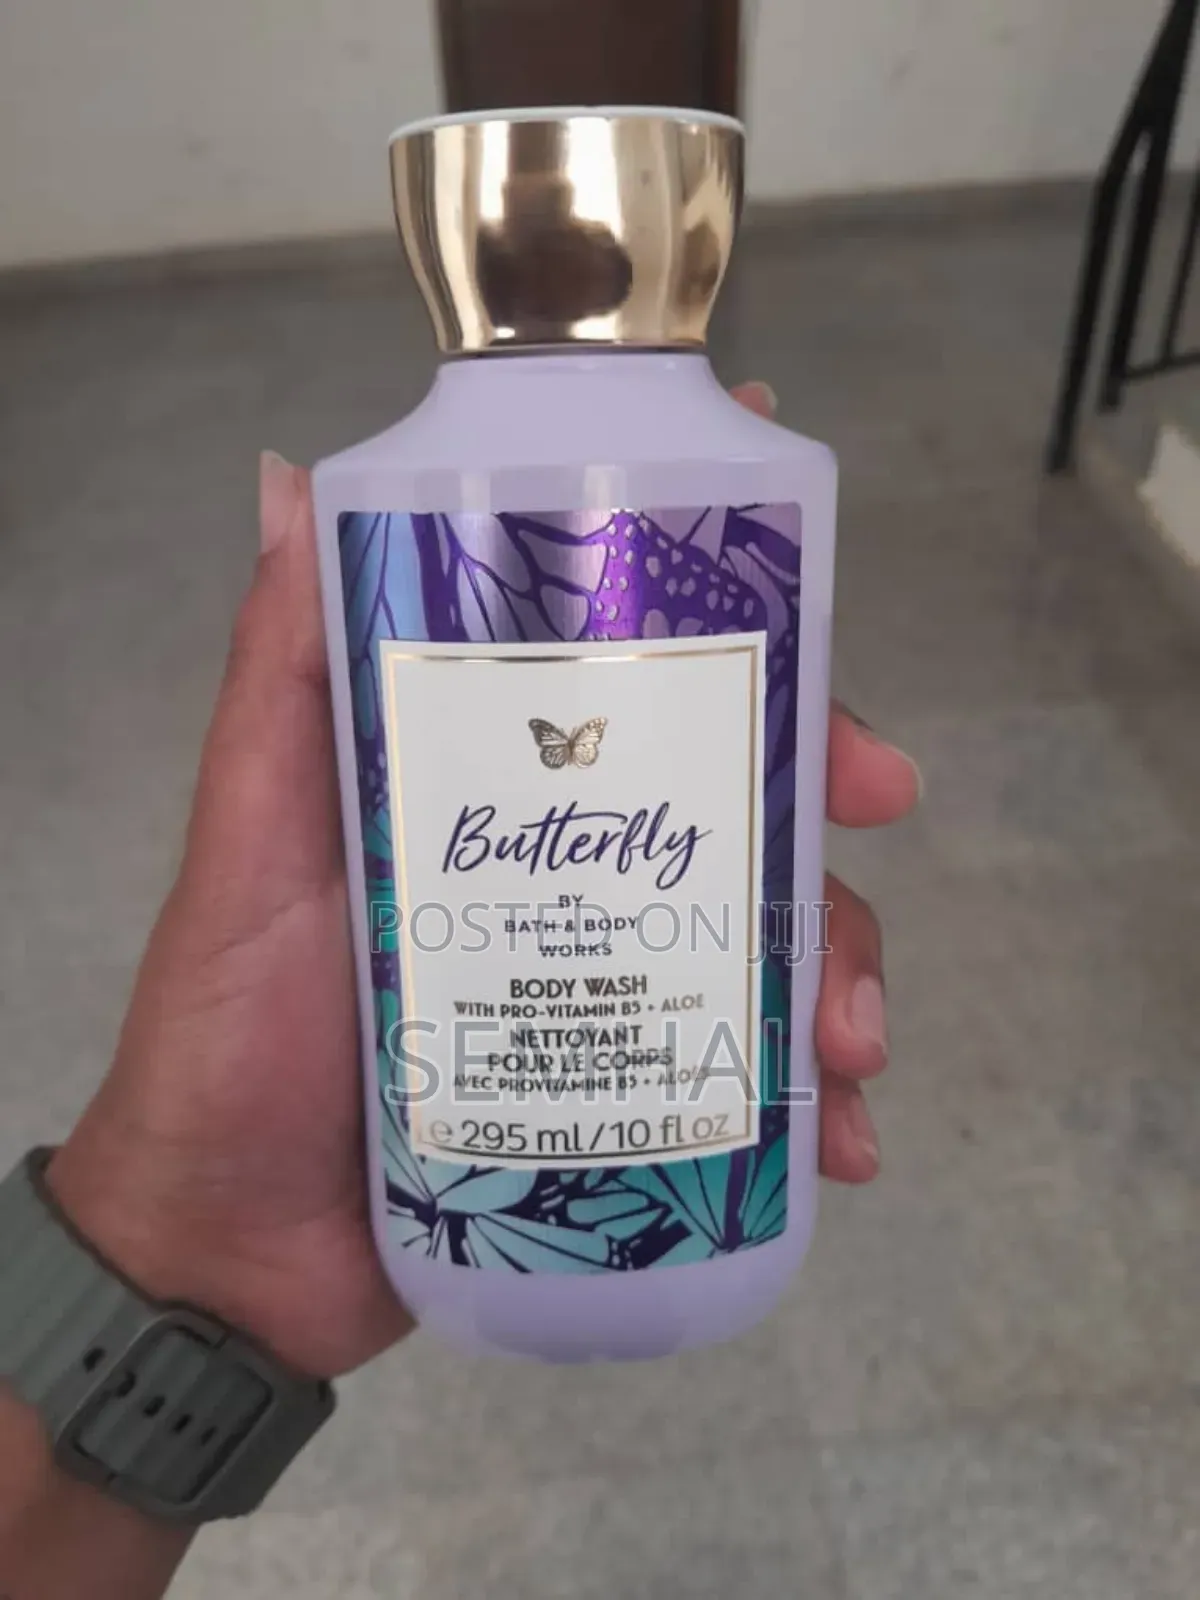 Butterfly
BY
BATH & BODY
WORKS
POSTED ON JIJI
BODY WASH
WITH PRO-VITAMIN B5 + ALOE
NETTOYANT
POUR LE CORPS
SEMHAL
AVEC PROVITAMINE B5 + ALOÈS
e 295 ml / 10 fl oz